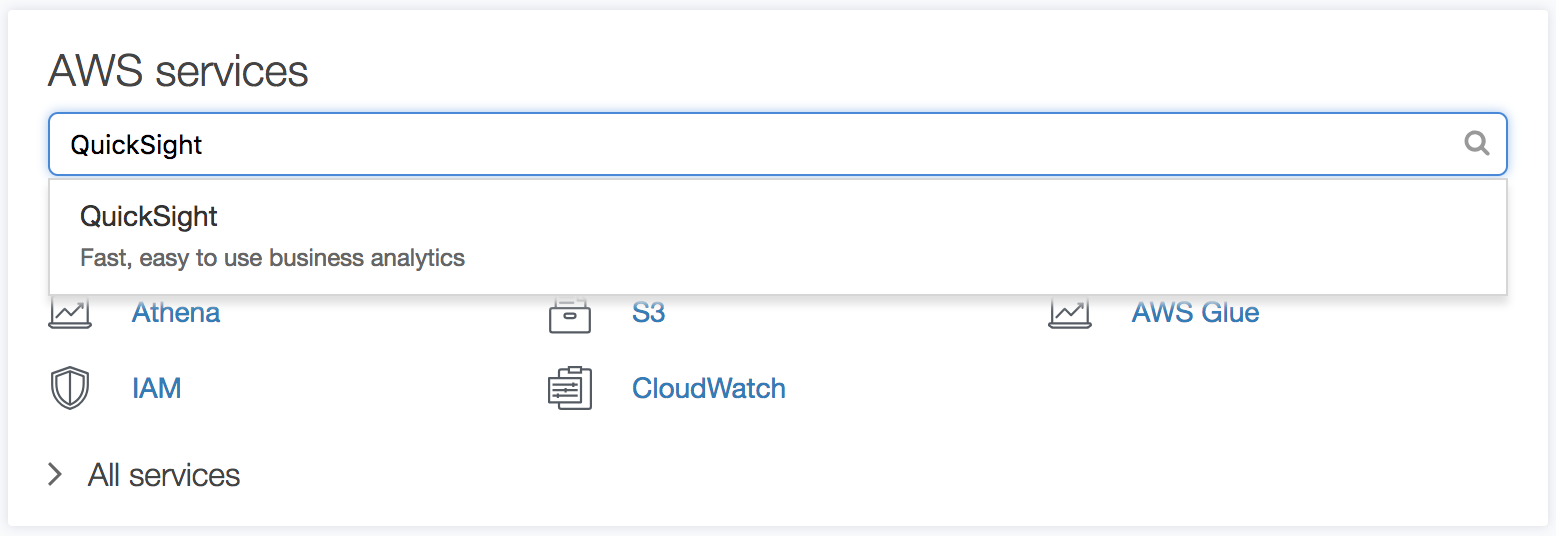 AWS services
QuickSight
QuickSight
Fast, easy to use business analytics
Athena S3 AWS Glue
IAM CloudWatch
All services